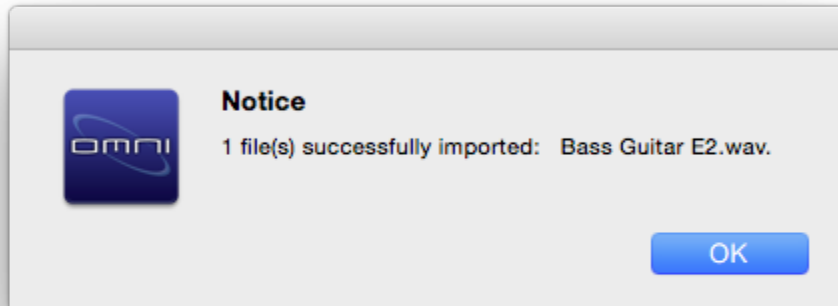 OMNI
Notice
1 file(s) successfully imported: Bass Guitar E2.wav.
OK